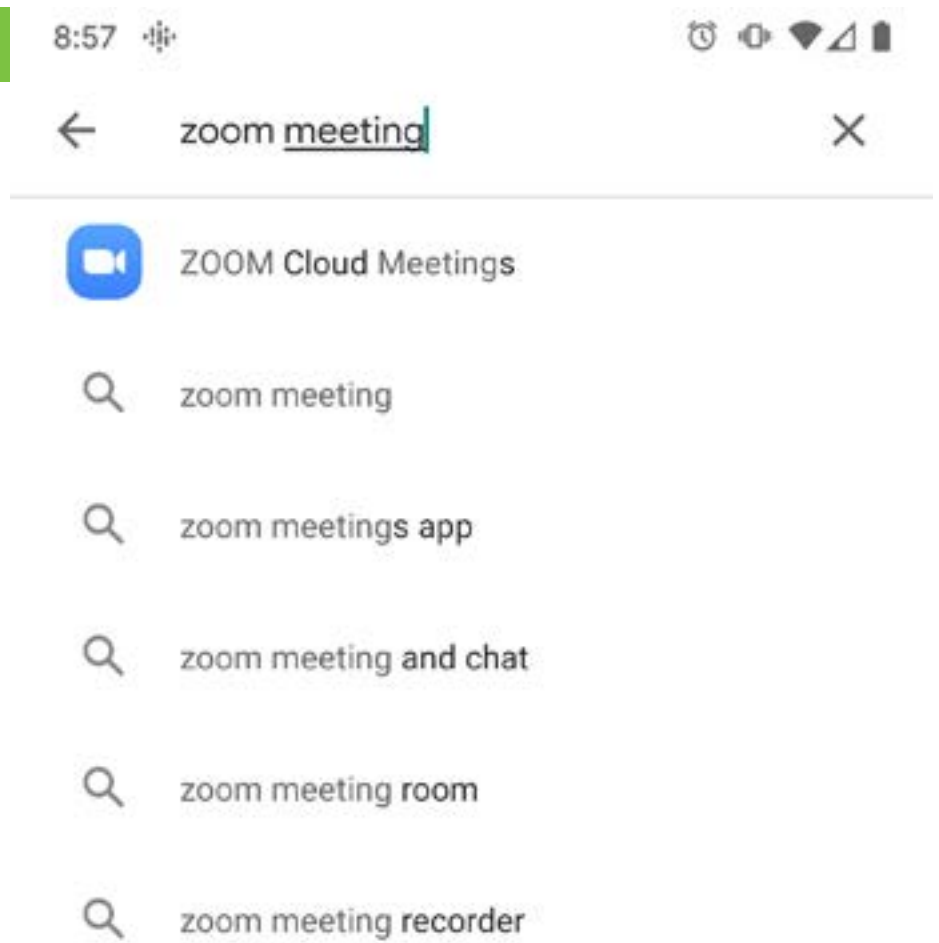 8:57
zoom meeting
ZOOM Cloud Meetings
zoom meeting
zoom meetings app
zoom meeting and chat
zoom meeting room
zoom meeting recorder